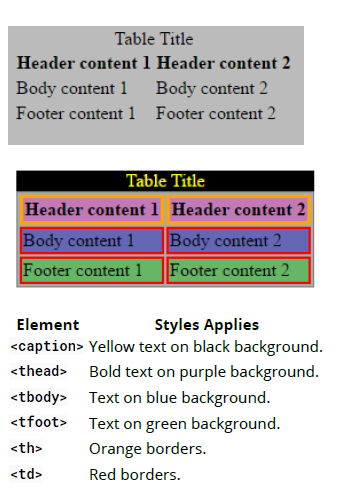 Table Title
Header content 1 Header content 2
Body content 1 Body content 2
Footer content 1 Footer content 2
Table Title
Header content 1 Header content 2
Body content 1 Body content 2
Footer content 1 Footer content 2
Element Styles Applies
<caption> Yellow text on black background.
<thead> Bold text on purple background.
<tbody> Text on blue background.
<tfoot> Text on green background.
<th> Orange borders.
<td> Red borders.